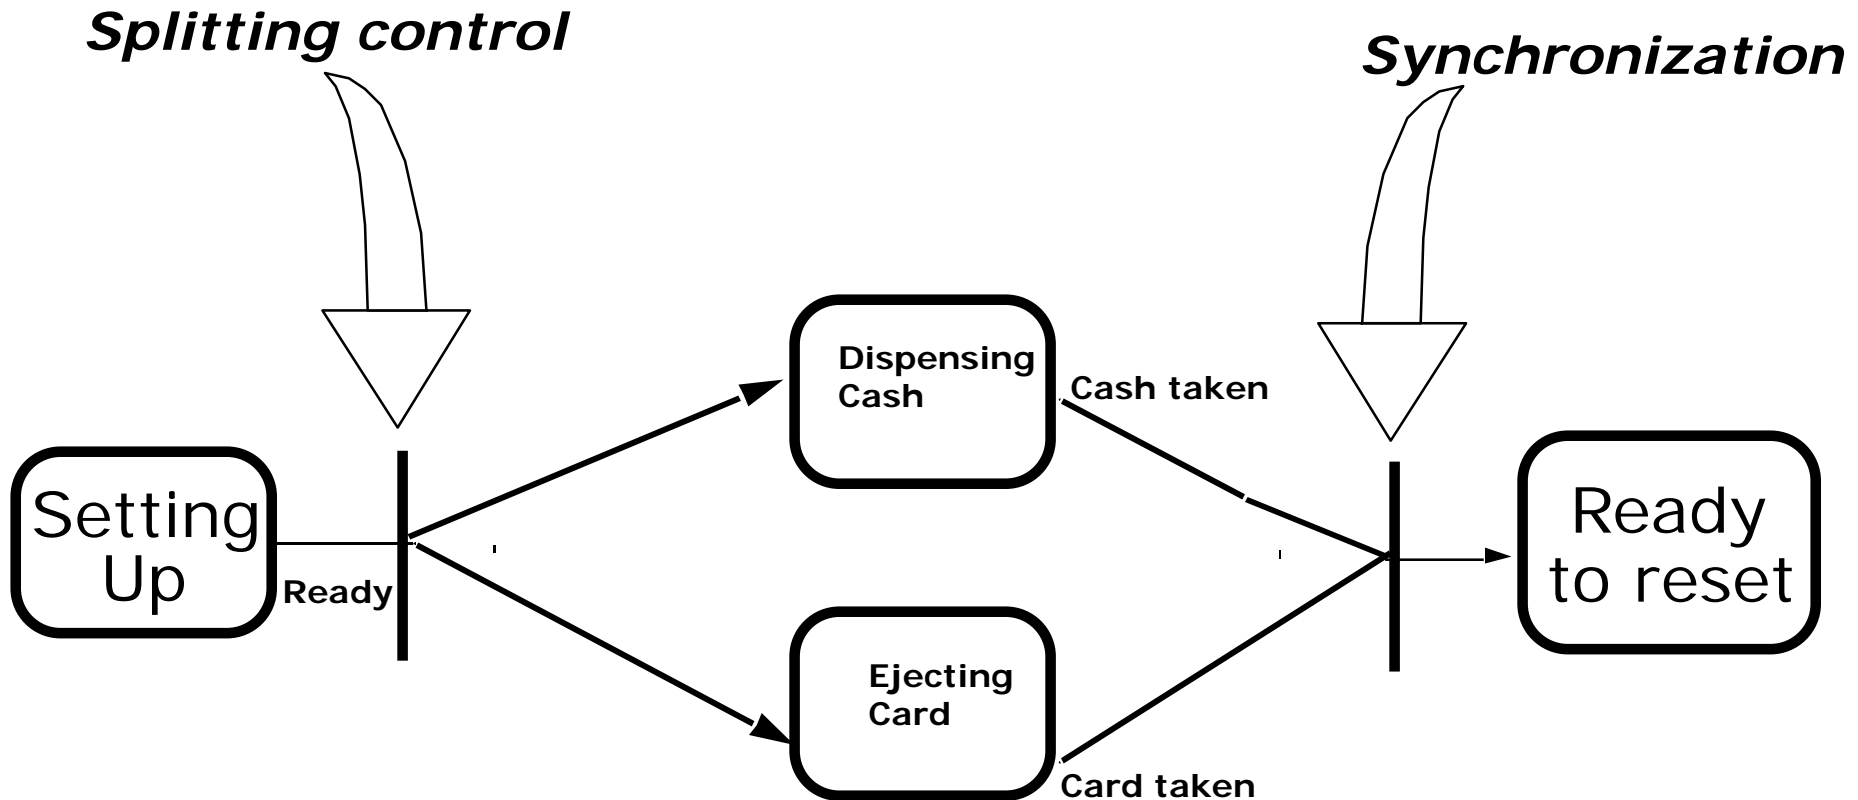 Splitting control
Synchronization
Dispensing
Cash
Cash taken
Setting
Up
Ready
Ready
to reset
Ejecting
Card
Card taken